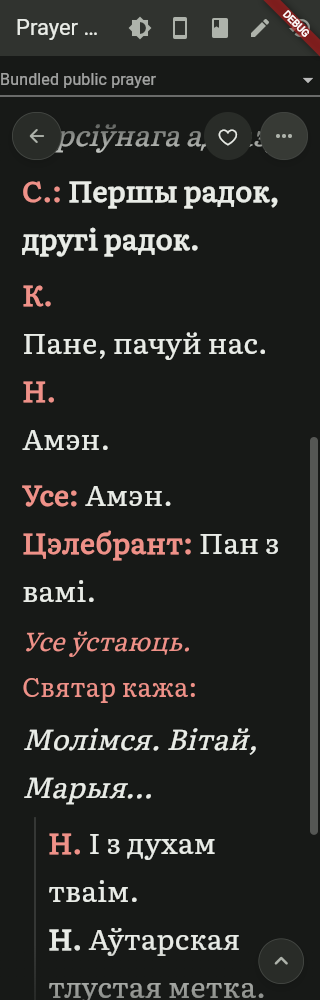 Prayer ...
DEBUG
Bundled public prayer
С.: Першы радок,
другі радок.
К.
Пане, пачуй нас.
Н.
Амэн.
Усе: Амэн.
Цэлебрант: Пан з
вамі.
Усе ўстаюць.
Святар кажа:
Молімся. Вітай,
Марыя...
Н. І з духам
тваім.
Н. Аўтарская
тлустая метка.